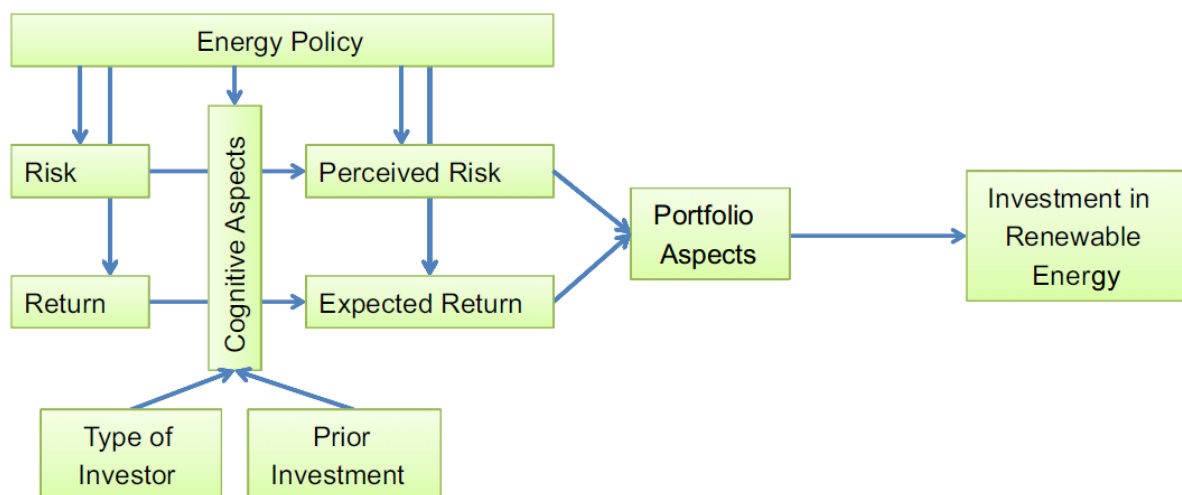 Energy Policy
Risk
Cognitive Aspects
Perceived Risk
Portfolio
Aspects
Investment in
Renewable
Energy
Return
Expected Return
Type of
Investor
Prior
Investment